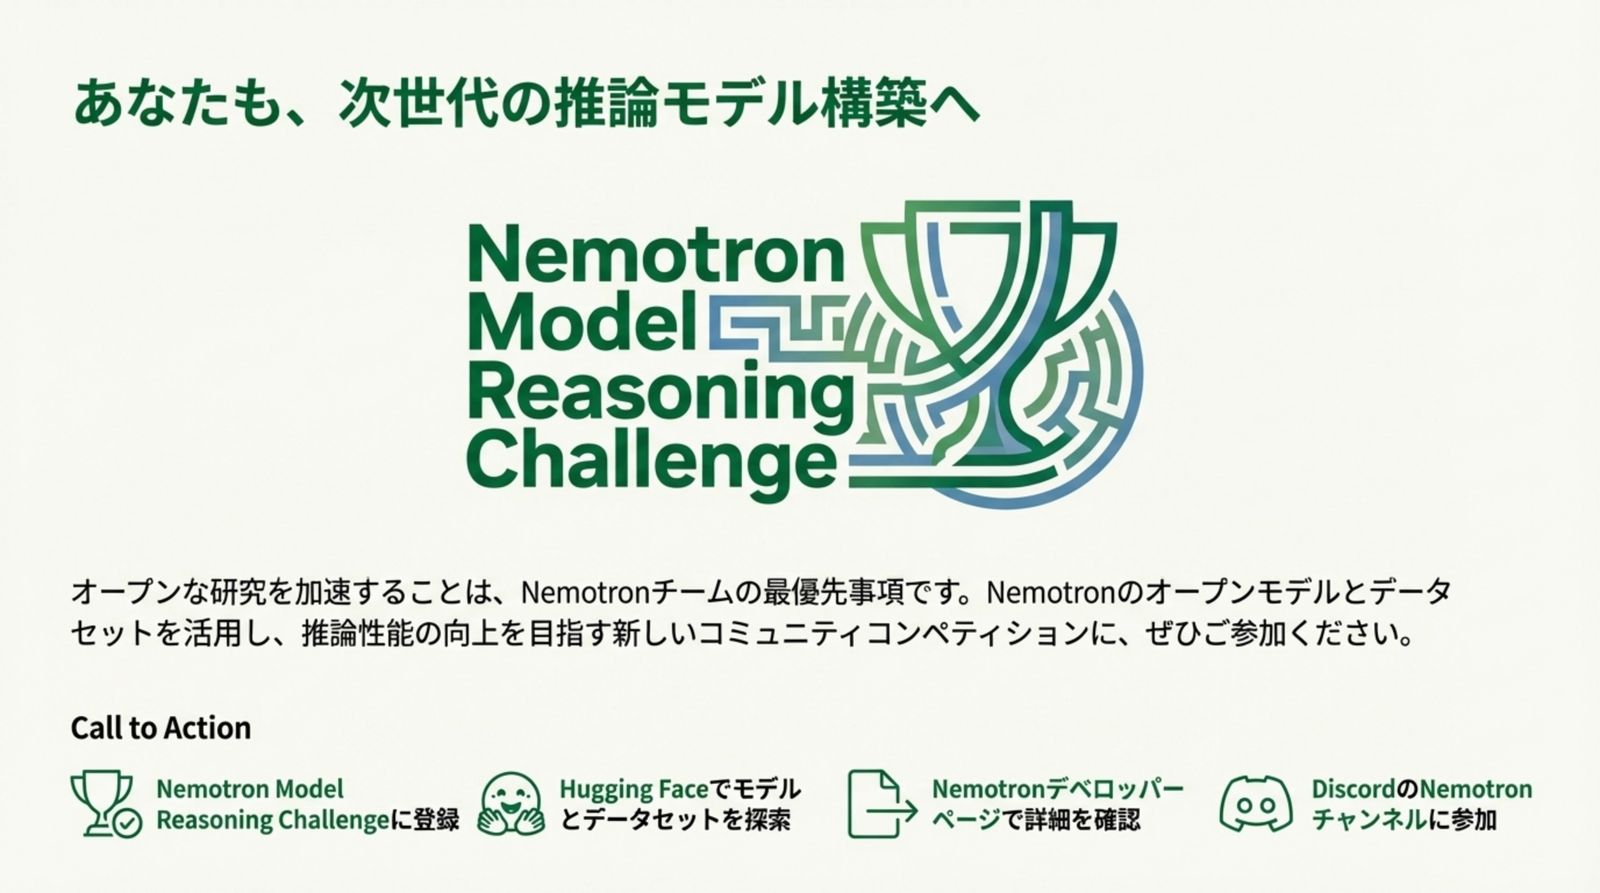 あなたも、次世代の推論モデル構築へ
Nemotron
Model
Reasoning
Challenge
オープンな研究を加速することは、Nemotronチームの最優先事項です。Nemotronのオープンモデルとデータ
セットを活用し、推論性能の向上を目指す新しいコミュニティコンペティションに、ぜひご参加ください。
Call to Action
Nemotron Model
Reasoning Challengeに登録
Hugging Faceでモデル
とデータセットを探索
Nemotronデベロッパー
ページで詳細を確認
DiscordのNemotron
チャンネルに参加